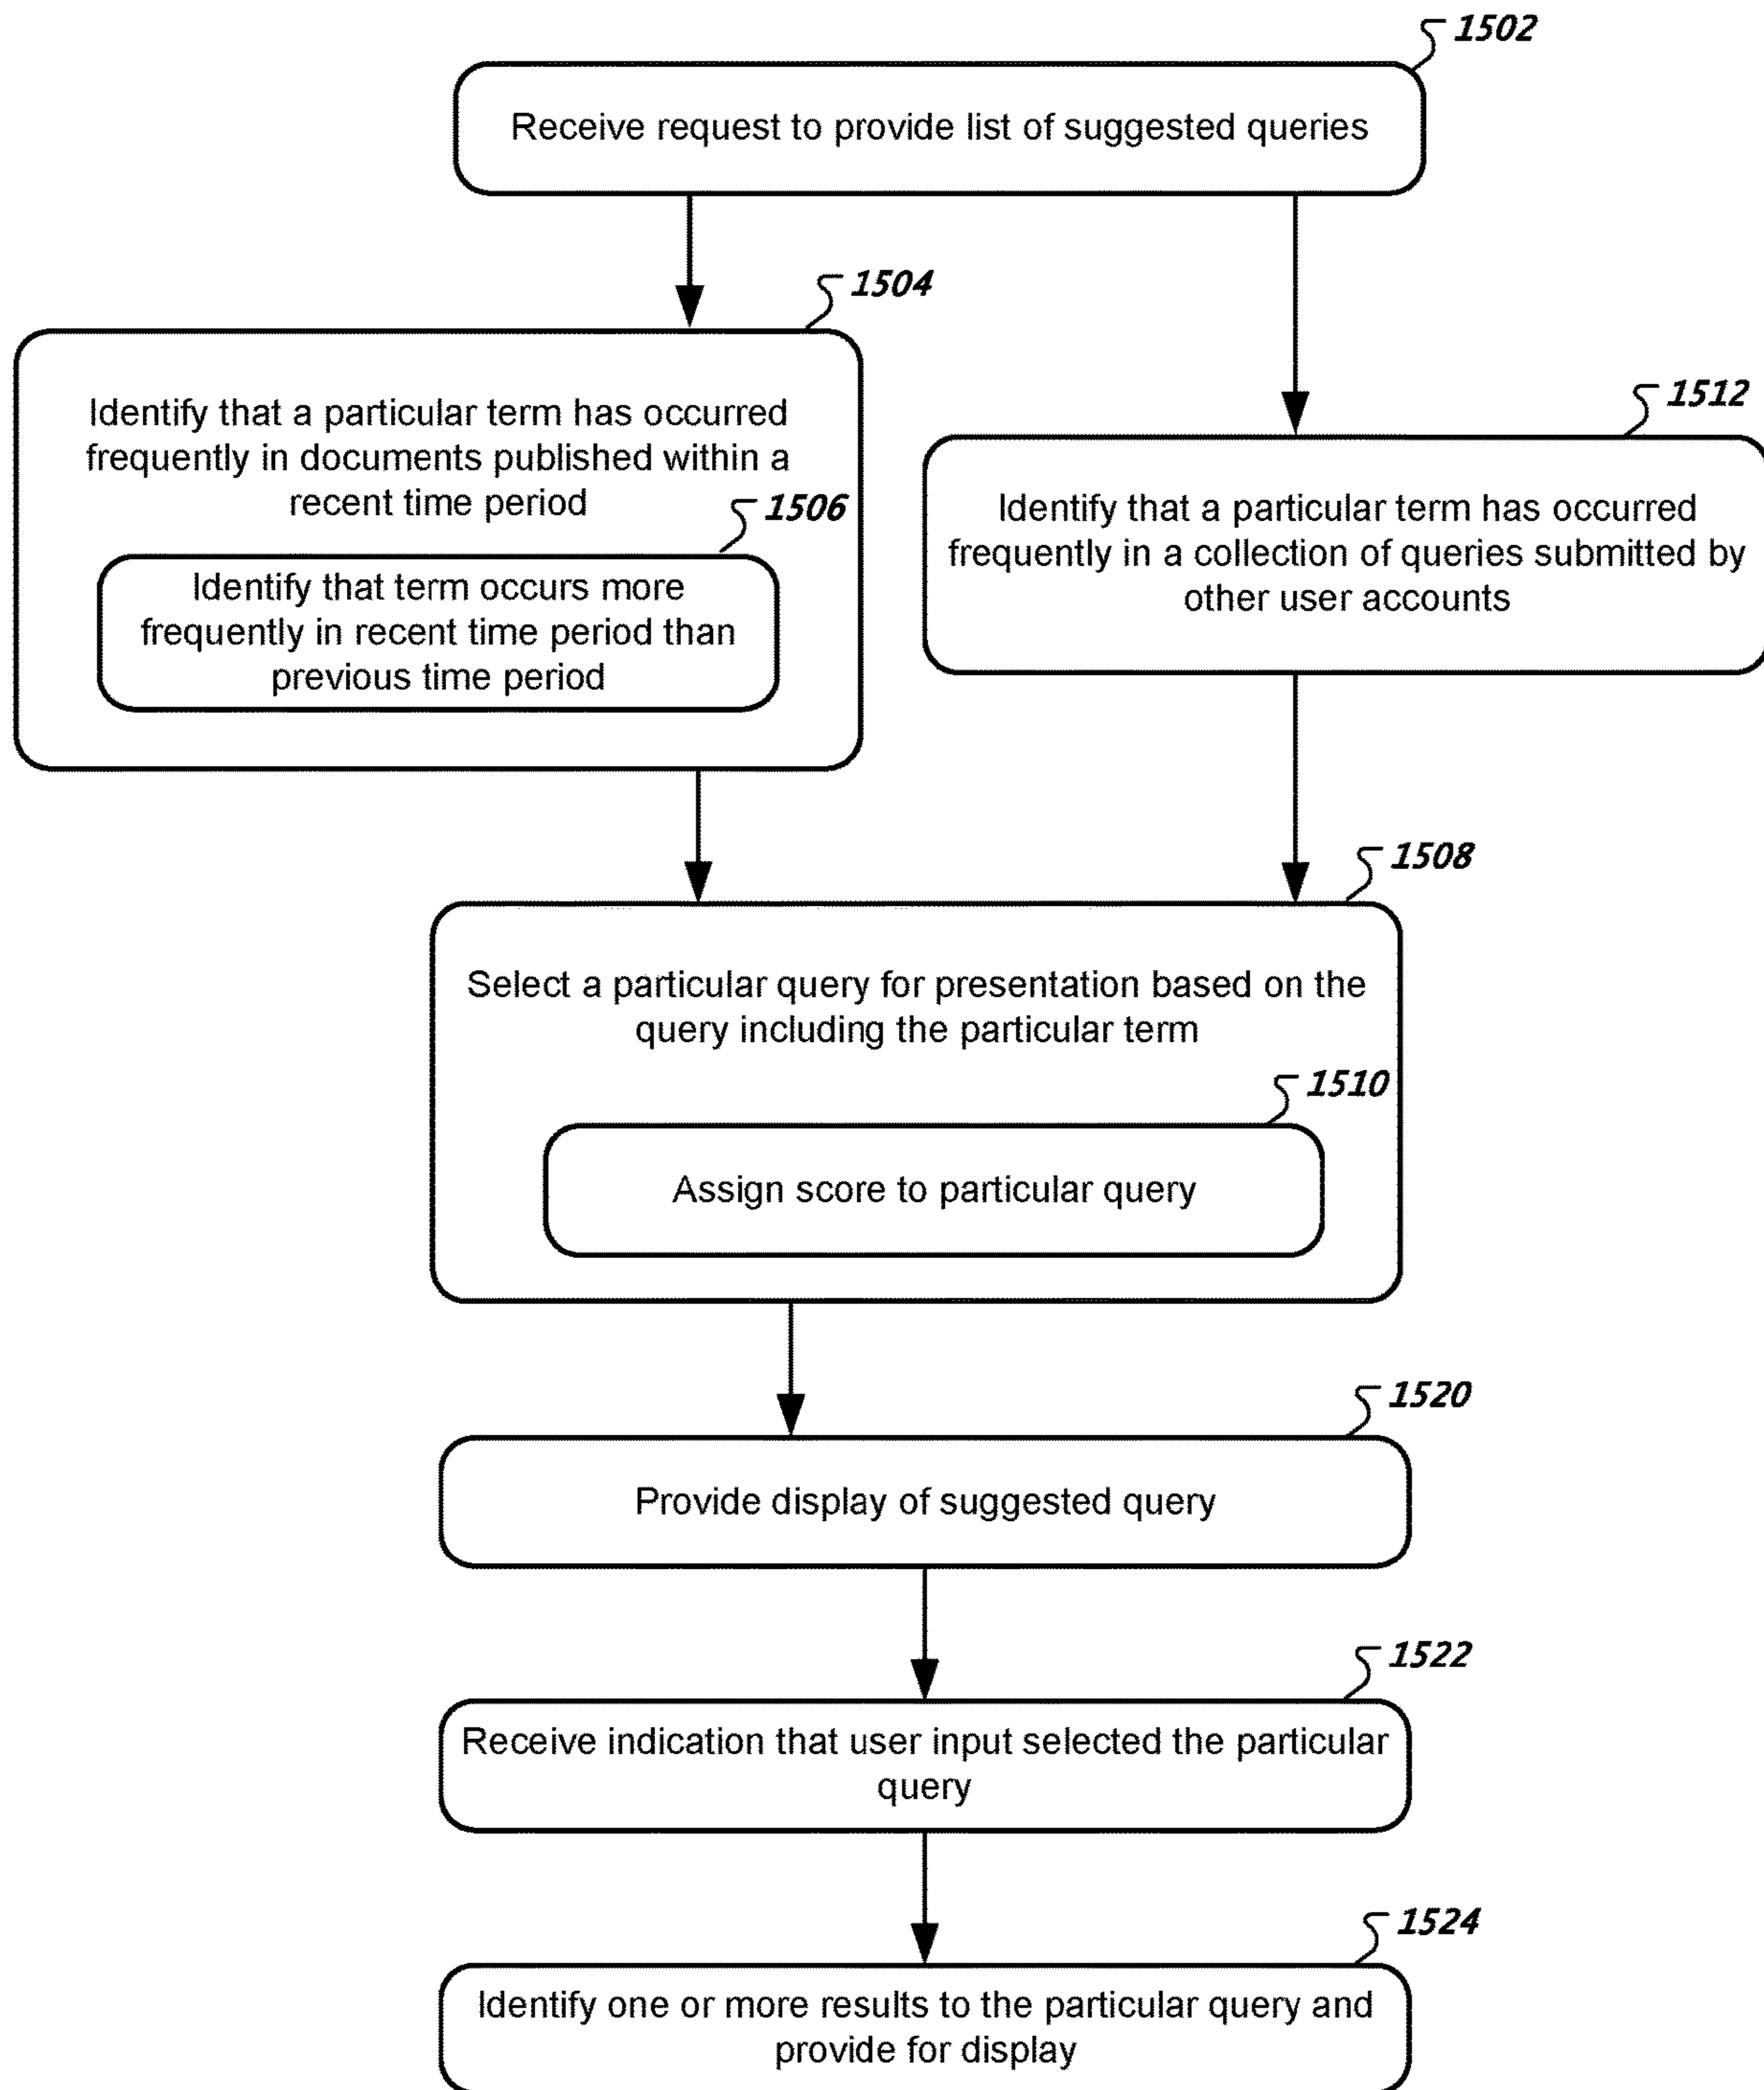 1502
Receive request to provide list of suggested queries
1504
Identify that a particular term has occurred
frequently in documents published within a
recent time period
1506
Identify that term occurs more
frequently in recent time period than
previous time period
1512
Identify that a particular term has occurred
frequently in a collection of queries submitted by
other user accounts
1508
Select a particular query for presentation based on the
query including the particular term
1510
Assign score to particular query
1520
Provide display of suggested query
1522
Receive indication that user input selected the particular
query
1524
Identify one or more results to the particular query and
provide for display